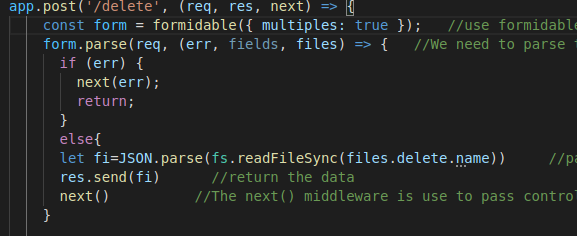 app.post('/delete', (req, res, next) => {
const form = formidable({ multiples: true }); //use formidable
form.parse(req, (err, fields, files) => { //We need to parse
if (err) {
next(err);
return;
}
else{
let fi=JSON.parse(fs.readFileSync(files.delete.name)) //pa
res.send(fi) //return the data
next() //The next() middleware is use to pass control
}